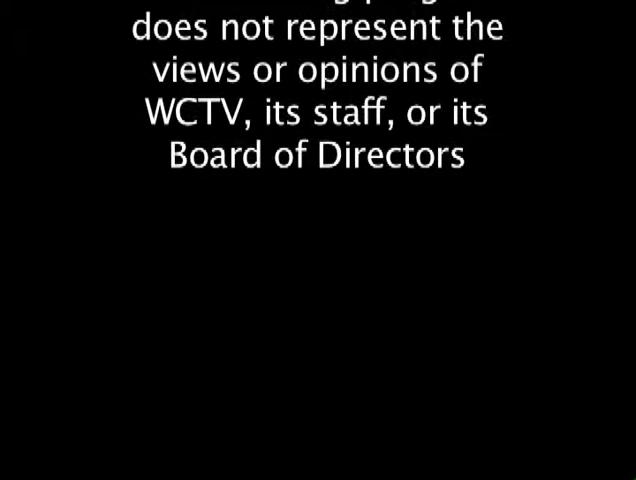 does not represent the
views or opinions of
WCTV, its staff, or its
Board of Directors